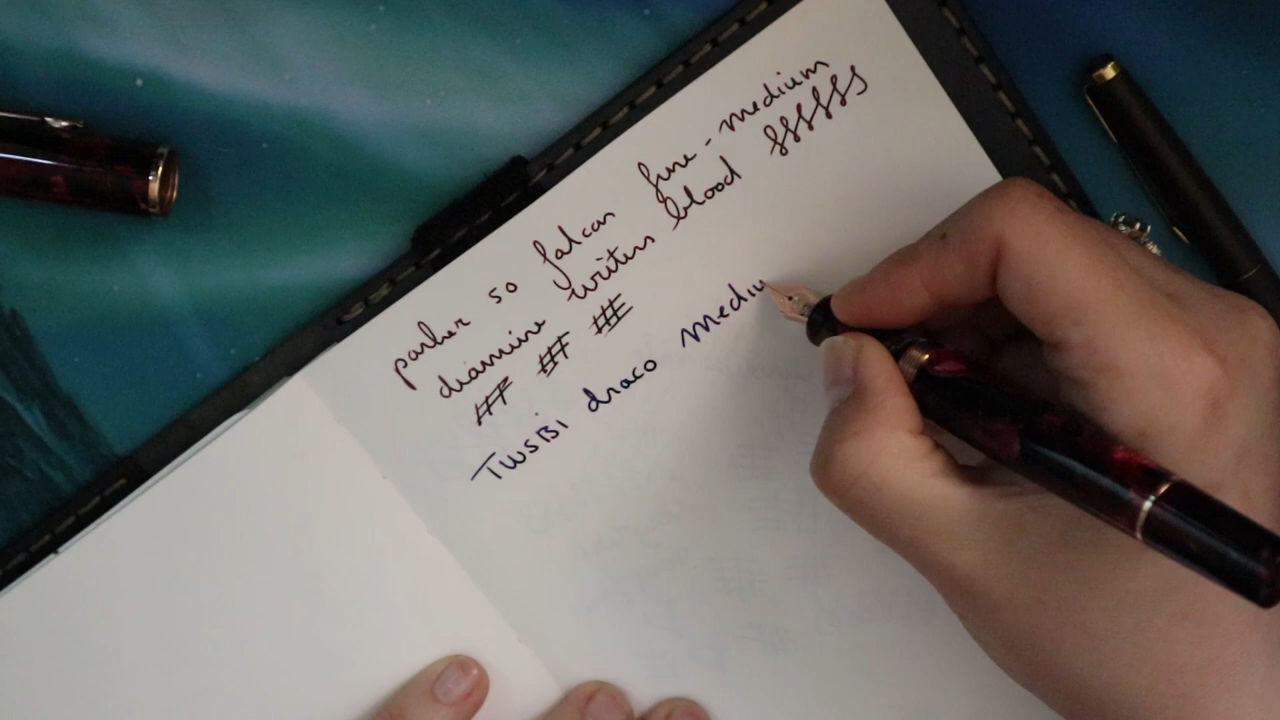 parker 50 falcon fine-medium
diamine writers blood
## ## ##
TWSBI draco mediu